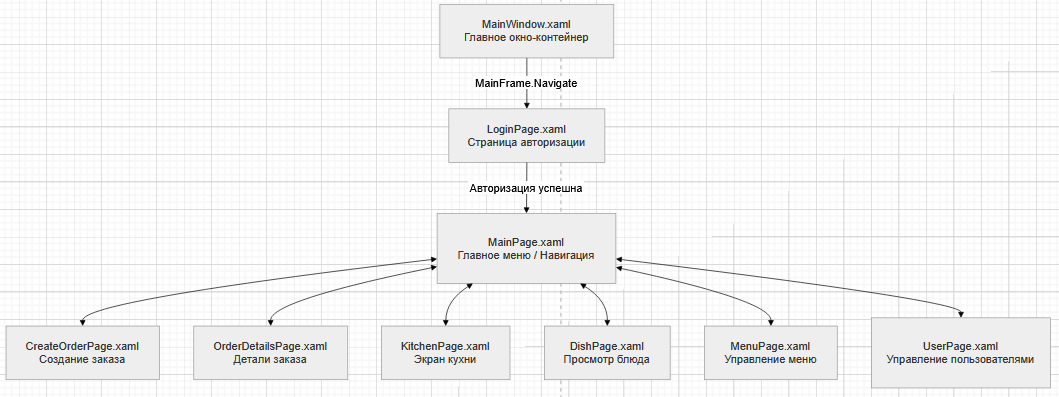 MainWindow.xaml
Главное окно-контейнер
MainFrame.Navigate
LoginPage.xaml
Страница авторизации
Авторизация успешна
MainPage.xaml
Главное меню / Навигация
CreateOrderPage.xaml
Создание заказа
OrderDetailsPage.xaml
Детали заказа
KitchenPage.xaml
Экран кухни
DishPage.xaml
Просмотр блюда
MenuPage.xaml
Управление меню
UserPage.xaml
Управление пользователями